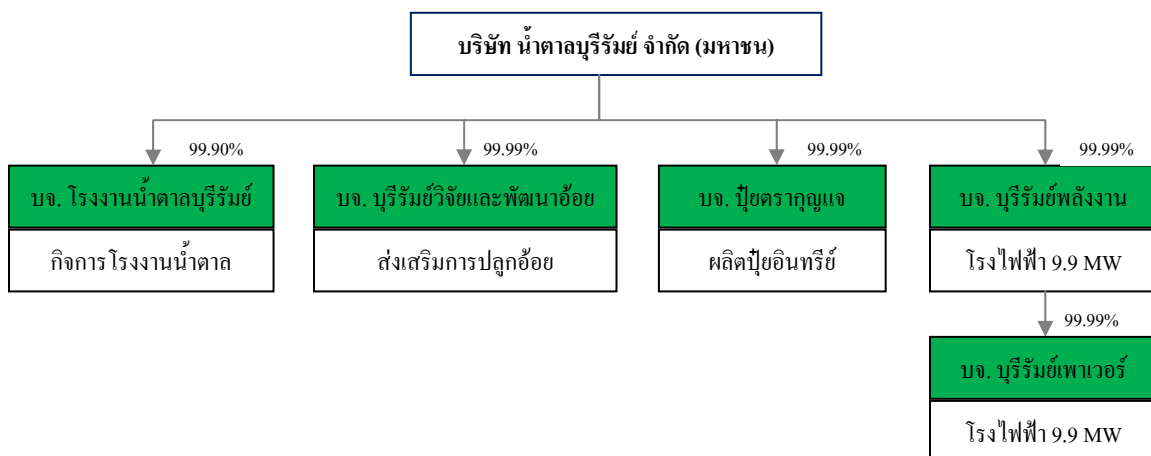 บริษัท น้ำตาลบุรีรัมย์ จำกัด (มหาชน)
99.90%
99.99%
99.99%
99.99%
บจ. โรงงานน้ำตาลบุรีรัมย์
บจ. บุรีรัมย์วิจัยและพัฒนาอ้อย
บจ. ปุ๋ยตรากุญแจ
บจ. บุรีรัมย์พลังงาน
กิจการโรงงานน้ำตาล
ส่งเสริมการปลูกอ้อย
ผลิตปุ๋ยอินทรีย์
โรงไฟฟ้า 9.9 MW
99.99%
บจ. บุรีรัมย์เพาเวอร์
โรงไฟฟ้า 9.9 MW